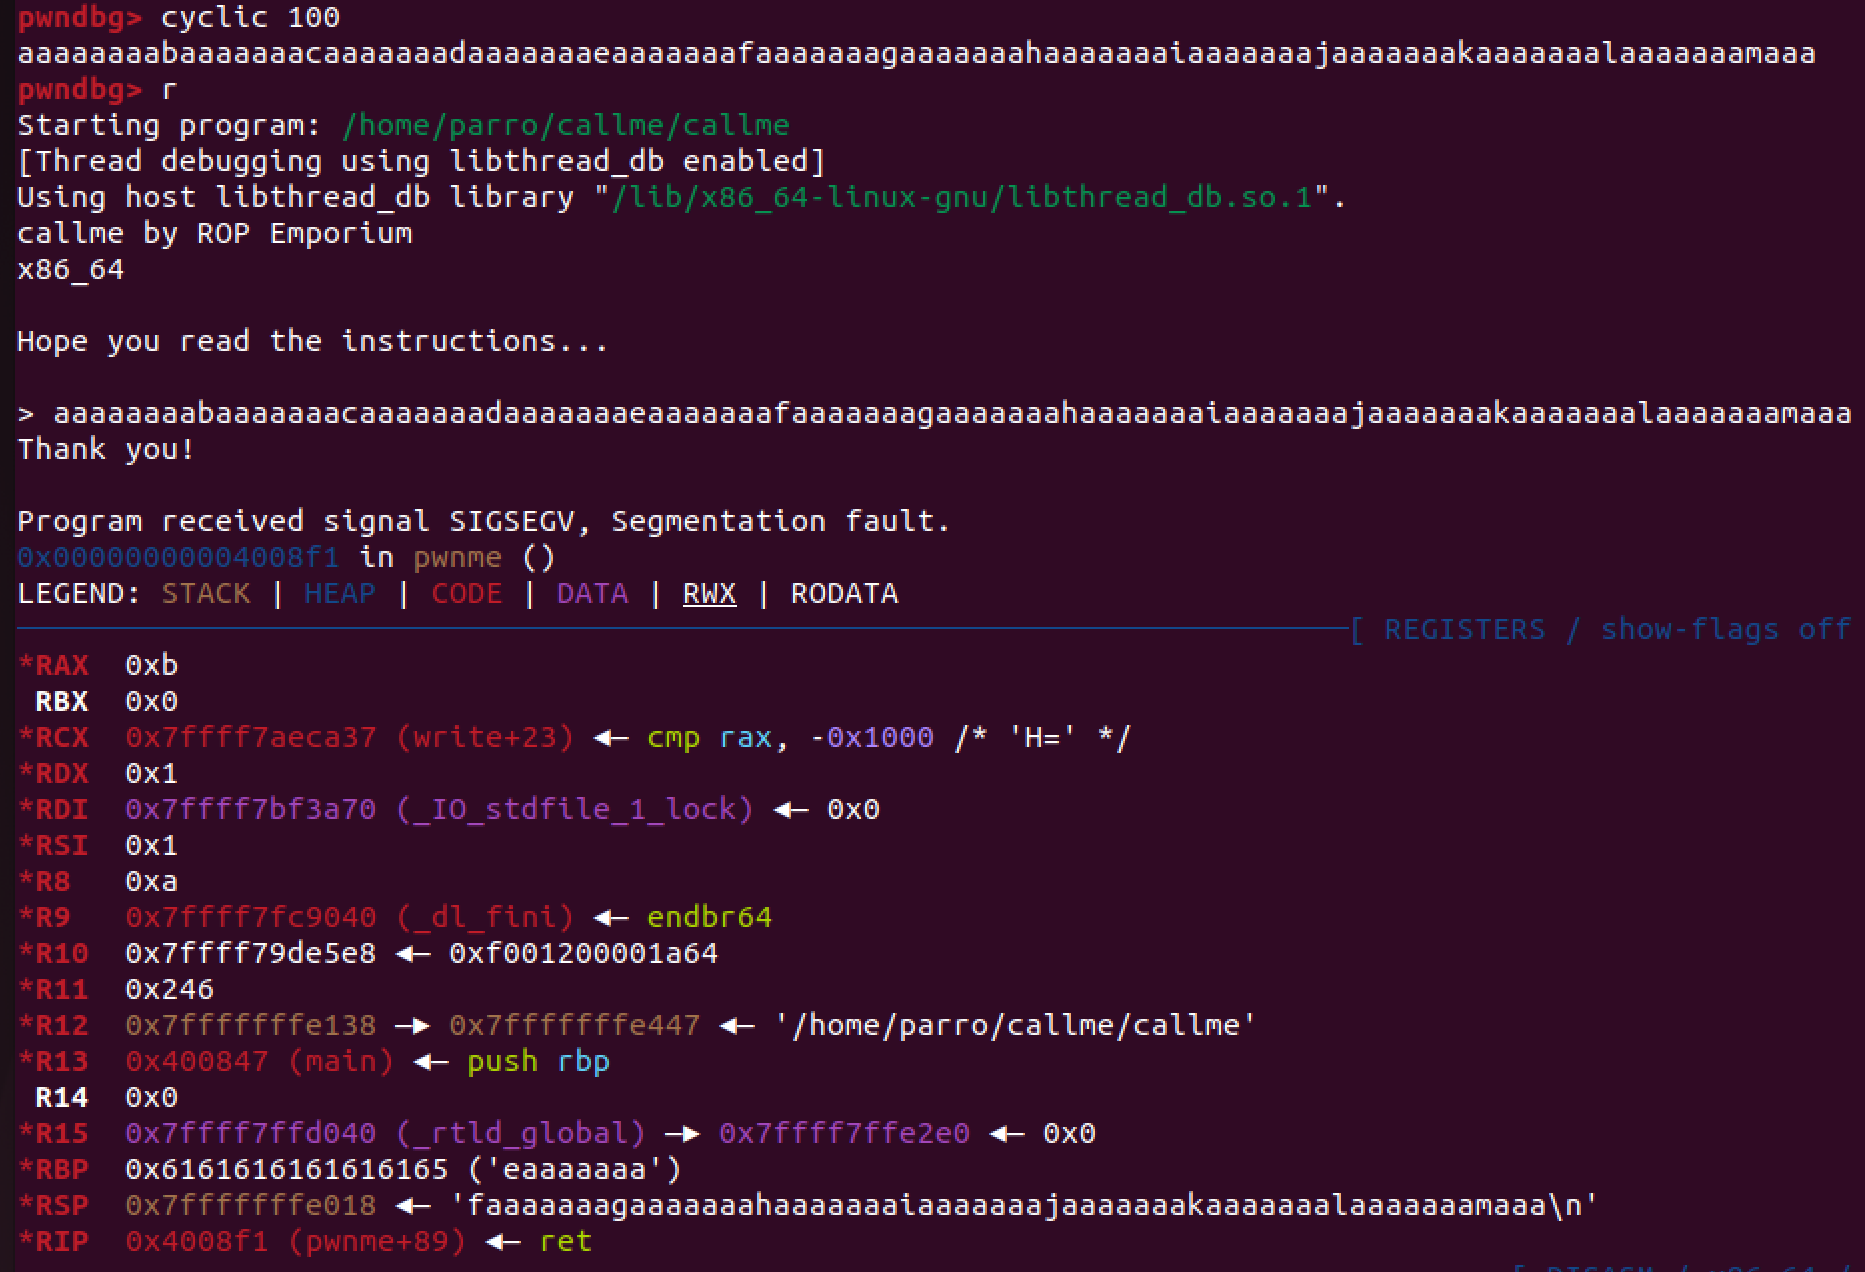 pwndbg> cyclic 100
aaaaaaaabaaaaaaacaaaaaaadaaaaaaaeaaaaaaafaaaaaaagaaaaaaahaaaaaaaiaaaaaaajaaaaaaakaaaaaaalaaaaaaamaaa
pwndbg> r
Starting program: /home/parro/callme/callme
[Thread debugging using libthread_db enabled]
Using host libthread_db library "/lib/x86_64-linux-gnu/libthread_db.so.1".
callme by ROP Emporium
x86_64
Hope you read the instructions...
> aaaaaaaabaaaaaaacaaaaaaadaaaaaaaeaaaaaaafaaaaaaagaaaaaaahaaaaaaaiaaaaaaajaaaaaaakaaaaaaalaaaaaaamaaa
Thank you!
Program received signal SIGSEGV, Segmentation fault.
0x00000000004008f1 in pwnme ()
LEGEND: STACK | HEAP | CODE | DATA | RWX | RODATA
[ REGISTERS / show-flags off
*RAX 0xb
RBX 0x0
*RCX 0x7ffff7aeca37 (write+23) ◂— cmp rax, -0x1000 /* 'H=' */
*RDX 0x1
*RDI 0x7ffff7bf3a70 (_IO_stdfile_1_lock) ◂— 0x0
*RSI 0x1
*R8 0xa
*R9 0x7ffff7fc9040 (_dl_fini) ◂— endbr64
*R10 0x7ffff79de5e8 ◂— 0xf001200001a64
*R11 0x246
*R12 0x7fffffffe138 —▸ 0x7fffffffe447 ◂— '/home/parro/callme/callme'
*R13 0x400847 (main) ◂— push rbp
R14 0x0
*R15 0x7ffff7ffd040 (_rtld_global) —▸ 0x7ffff7ffe2e0 ◂— 0x0
*RBP 0x6161616161616165 ('eaaaaaaa')
*RSP 0x7fffffffe018 ◂— 'faaaaaaagaaaaaaahaaaaaaaiaaaaaaajaaaaaaakaaaaaaalaaaaaaamaaa\n'
*RIP 0x4008f1 (pwnme+89) ◂— ret